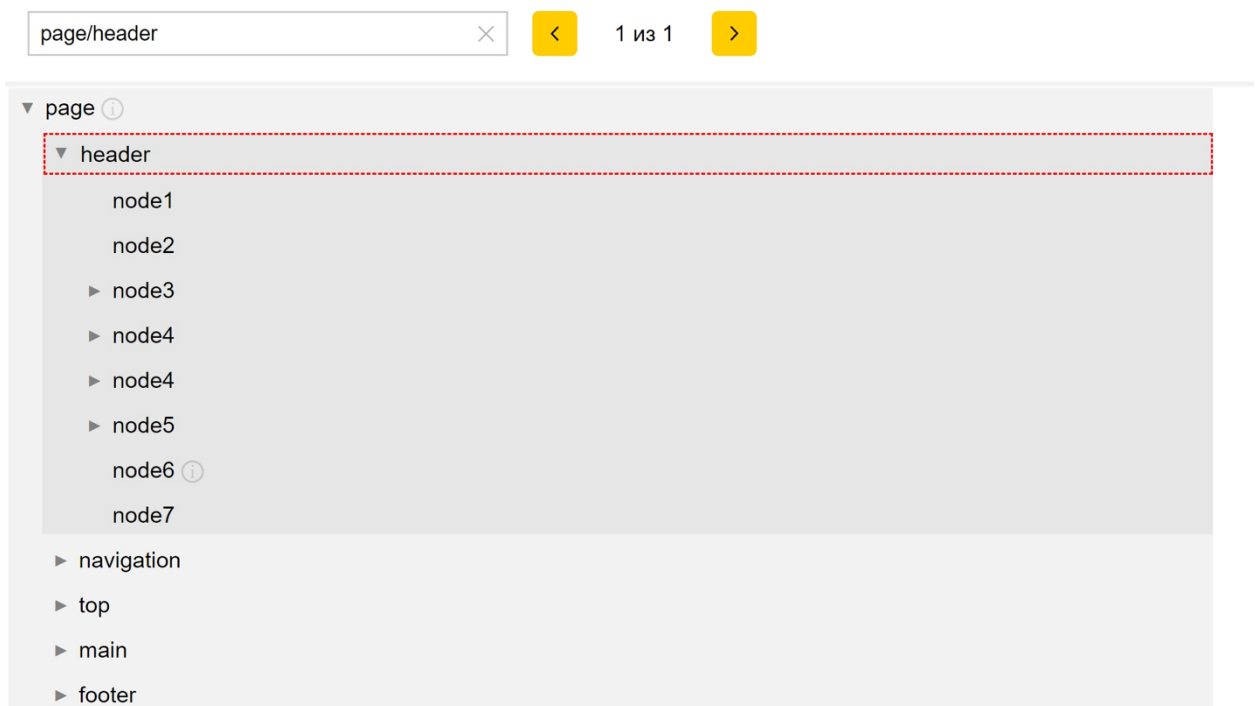 page/header
1 из 1
page
header
node1
node2
node3
node4
node4
node5
node6
node7
navigation
top
main
footer